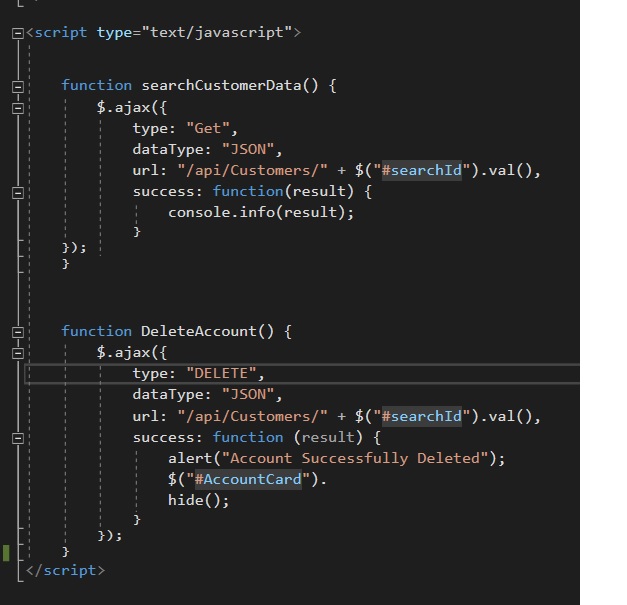 <script type="text/javascript">
function searchCustomerData() {
$.ajax({
type: "Get",
dataType: "JSON",
url: "/api/Customers/" + $("#searchId").val(),
success: function(result) {
console.info(result);
}
});
}
function DeleteAccount() {
$.ajax({
type: "DELETE",
dataType: "JSON",
url: "/api/Customers/" + $("#searchId").val(),
success: function (result) {
alert("Account Successfully Deleted");
$("#AccountCard").
hide();
}
});
}
</script>